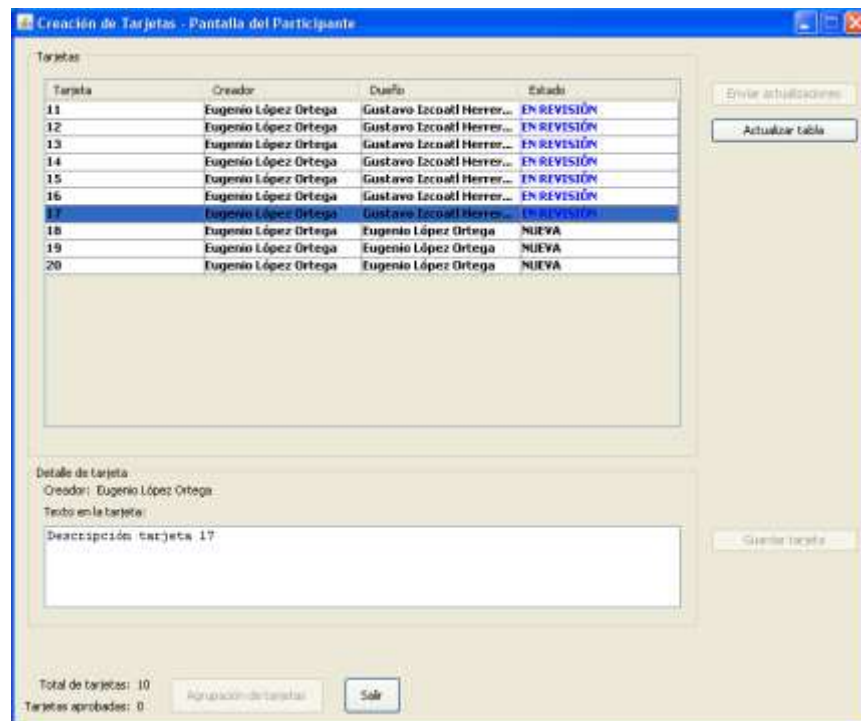 Creación de Tarjetas - Pantalla del Participante
Tarjetas
Tarjeta Creador Dueño Estado
11 Eugenio López Ortega Gustavo Izcoatl Herrer... EN REVISIÓN
12 Eugenio López Ortega Gustavo Izcoatl Herrer... EN REVISIÓN
13 Eugenio López Ortega Gustavo Izcoatl Herrer... EN REVISIÓN
14 Eugenio López Ortega Gustavo Izcoatl Herrer... EN REVISIÓN
15 Eugenio López Ortega Gustavo Izcoatl Herrer... EN REVISIÓN
16 Eugenio López Ortega Gustavo Izcoatl Herrer... EN REVISIÓN
17 Eugenio López Ortega Gustavo Izcoatl Herrer... EN REVISIÓN
18 Eugenio López Ortega Eugenio López Ortega NUEVA
19 Eugenio López Ortega Eugenio López Ortega NUEVA
20 Eugenio López Ortega Eugenio López Ortega NUEVA
Enviar actualizaciones
Actualizar tabla
Detalle de tarjeta
Creador: Eugenio López Ortega
Texto en la tarjeta:
Descripción tarjeta 17
Guardar tarjeta
Total de tarjetas: 10
Tarjetas aprobadas: 0
Agrupación de tarjetas
Salir